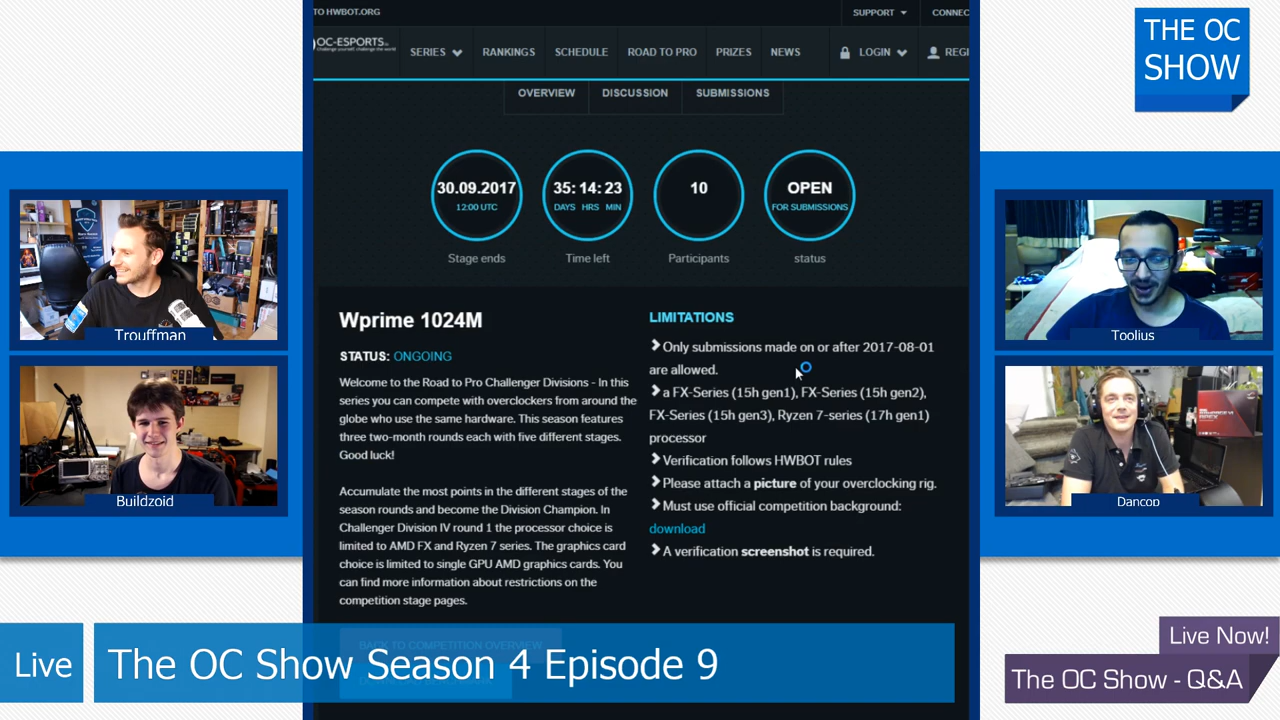 TO HWBOT.ORG
SUPPORT
CONNEC
OC-ESPORTS
SERIES
RANKINGS
SCHEDULE
ROAD TO PRO
PRIZES
NEWS
LOGIN
REGI
OVERVIEW
DISCUSSION
SUBMISSIONS
30.09.2017
12:00 UTC
35: 14: 23
DAYS HRS MIN
10
OPEN
FOR SUBMISSIONS
Stage ends
Time left
Participants
status
Wprime 1024M
STATUS: ONGOING
Welcome to the Road to Pro Challenger Divisions - In this
series you can compete with overclockers from around the
globe who use the same hardware. This season features
three two-month rounds each with five different stages.
Good luck!
Accumulate the most points in the different stages of the
season rounds and become the Division Champion. In
Challenger Division IV round 1 the processor choice is
limited to AMD FX and Ryzen 7 series. The graphics card
choice is limited to single GPU AMD graphics cards. You
can find more information about restrictions on the
competition stage pages.
BACK TO COMPETITION OVERVIEW
LIMITATIONS
Only submissions made on or after 2017-08-01
are allowed.
a FX-Series (15h gen1), FX-Series (15h gen2),
FX-Series (15h gen3), Ryzen 7-series (17h gen1)
processor
Verification follows HWBOT rules
Please attach a picture of your overclocking rig.
Must use official competition background:
download
A verification screenshot is required.
THE OC
SHOW
Trouffman
Buildzoid
Toolius
Dancop
Live
The OC Show Season 4 Episode 9
Live Now!
The OC Show - Q&A